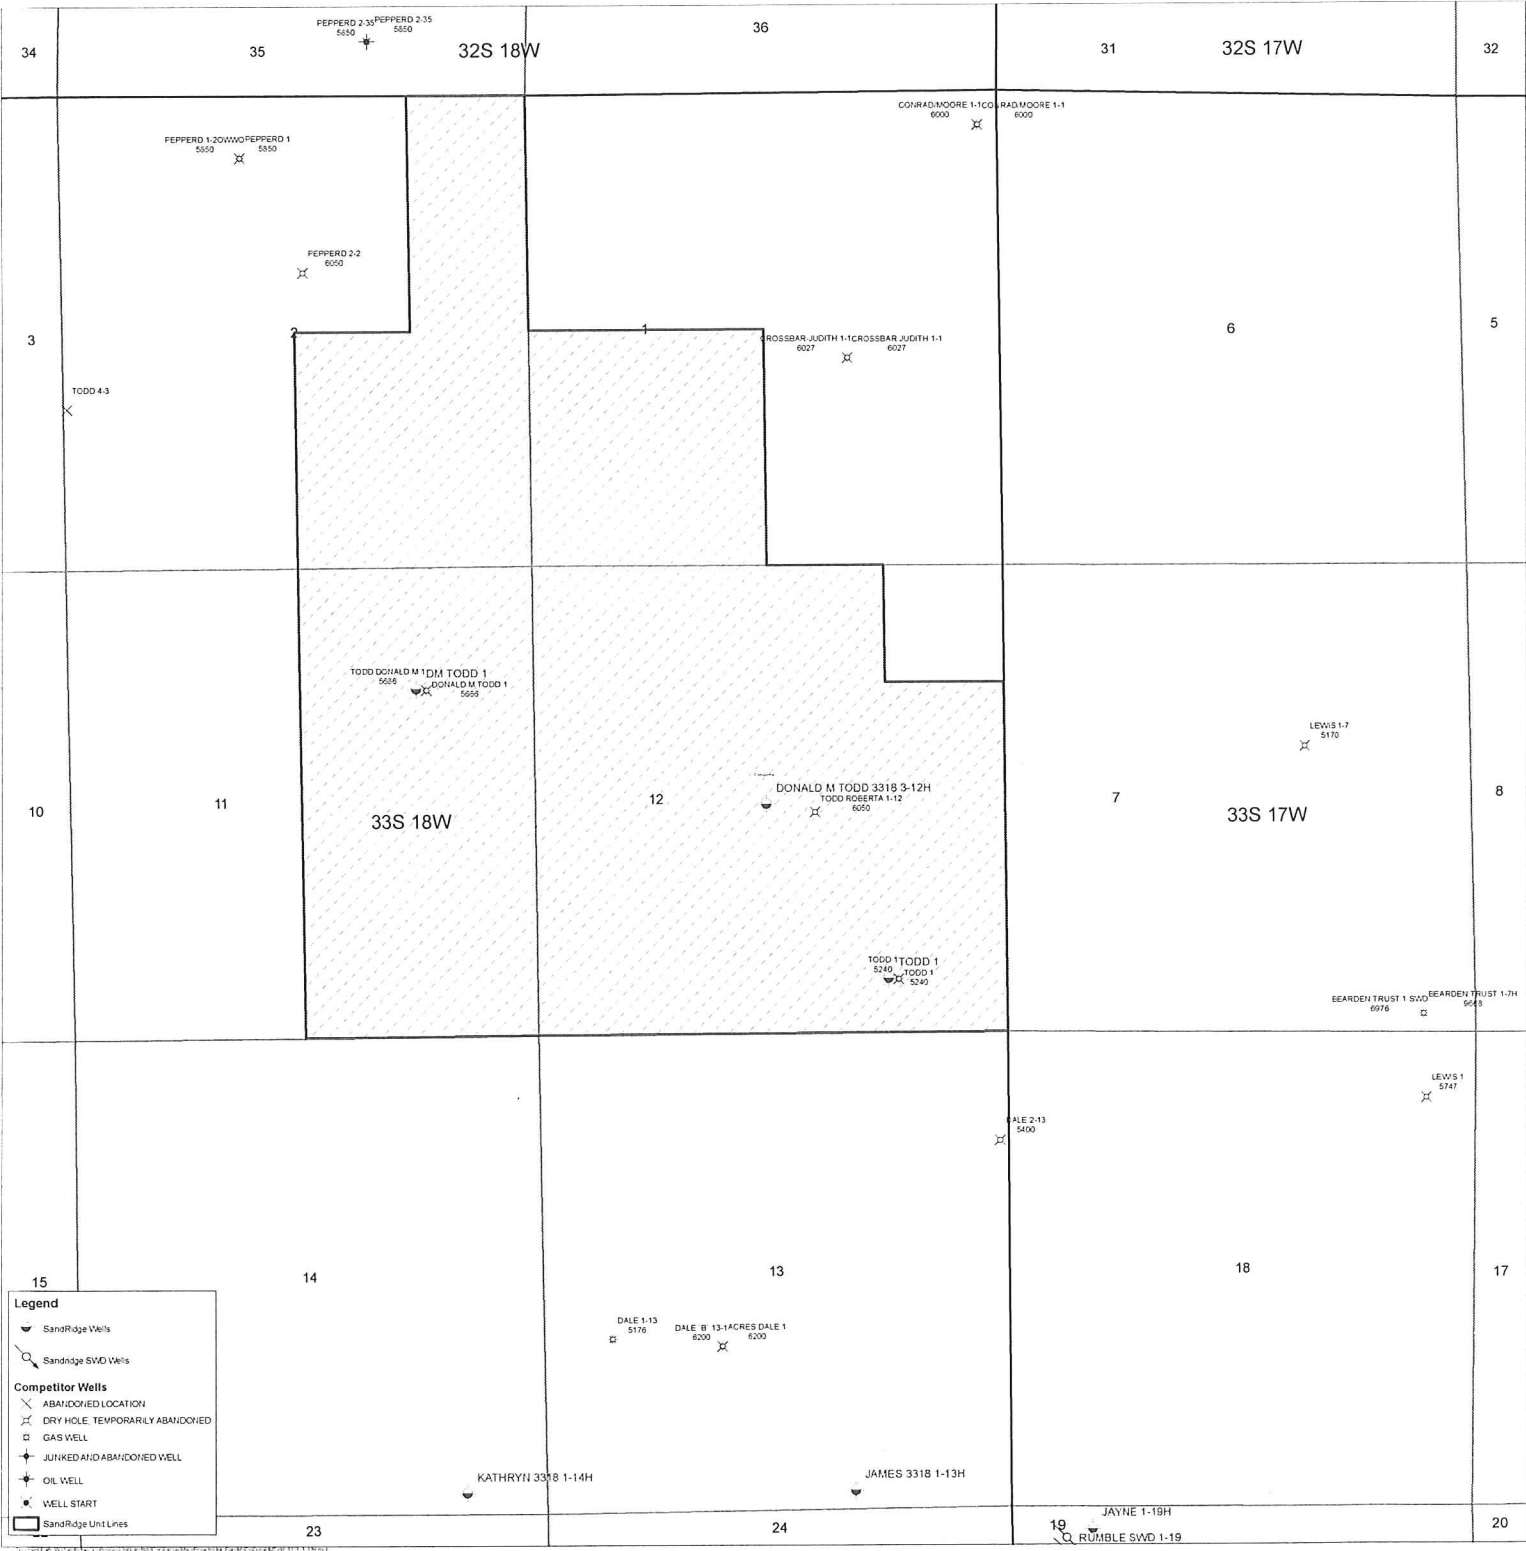 PEPPERD 2-35 PEPPERD 2-35
5850 5850
34
35
32S 18W
36
31
32S 17W
32
CONRAD/MOORE 1-1
6000 6000
PEPPERD 1-2OWWO PEPPERD 1
5850 5850
PEPPERD 2-2
6050
3
2
1
6
5
CROSSBAR JUDITH 1-1
6027 6027
TODD 4-3
TODD DONALD M 1 DM TODD 1
5686
DONALD M TODD 1
5686
LEWIS 1-7
5170
10
11
33S 18W
12
DONALD M TODD 3318 3-12H
TODD ROBERTA 1-12
6050
7
33S 17W
8
TODD 1 TODD 1
5240 TODD 1
5240
BEARDEN TRUST 1 SWD BEARDEN TRUST 1-7H
6976
LEWIS 1
5747
DALE 2-13
5400
15
14
13
18
17
DALE 1-13
5176
DALE 'B' 13-1 ACRES DALE 1
6200 6200
KATHRYN 3318 1-14H
JAMES 3318 1-13H
JAYNE 1-19H
23
24
19
RUMBLE SWD 1-19
20
Legend
SandRidge Wells
Sandridge SWD Wells
Competitor Wells
ABANDONED LOCATION
DRY HOLE, TEMPORARILY ABANDONED
GAS WELL
JUNKED AND ABANDONED WELL
OIL WELL
WELL START
SandRidge Unit Lines